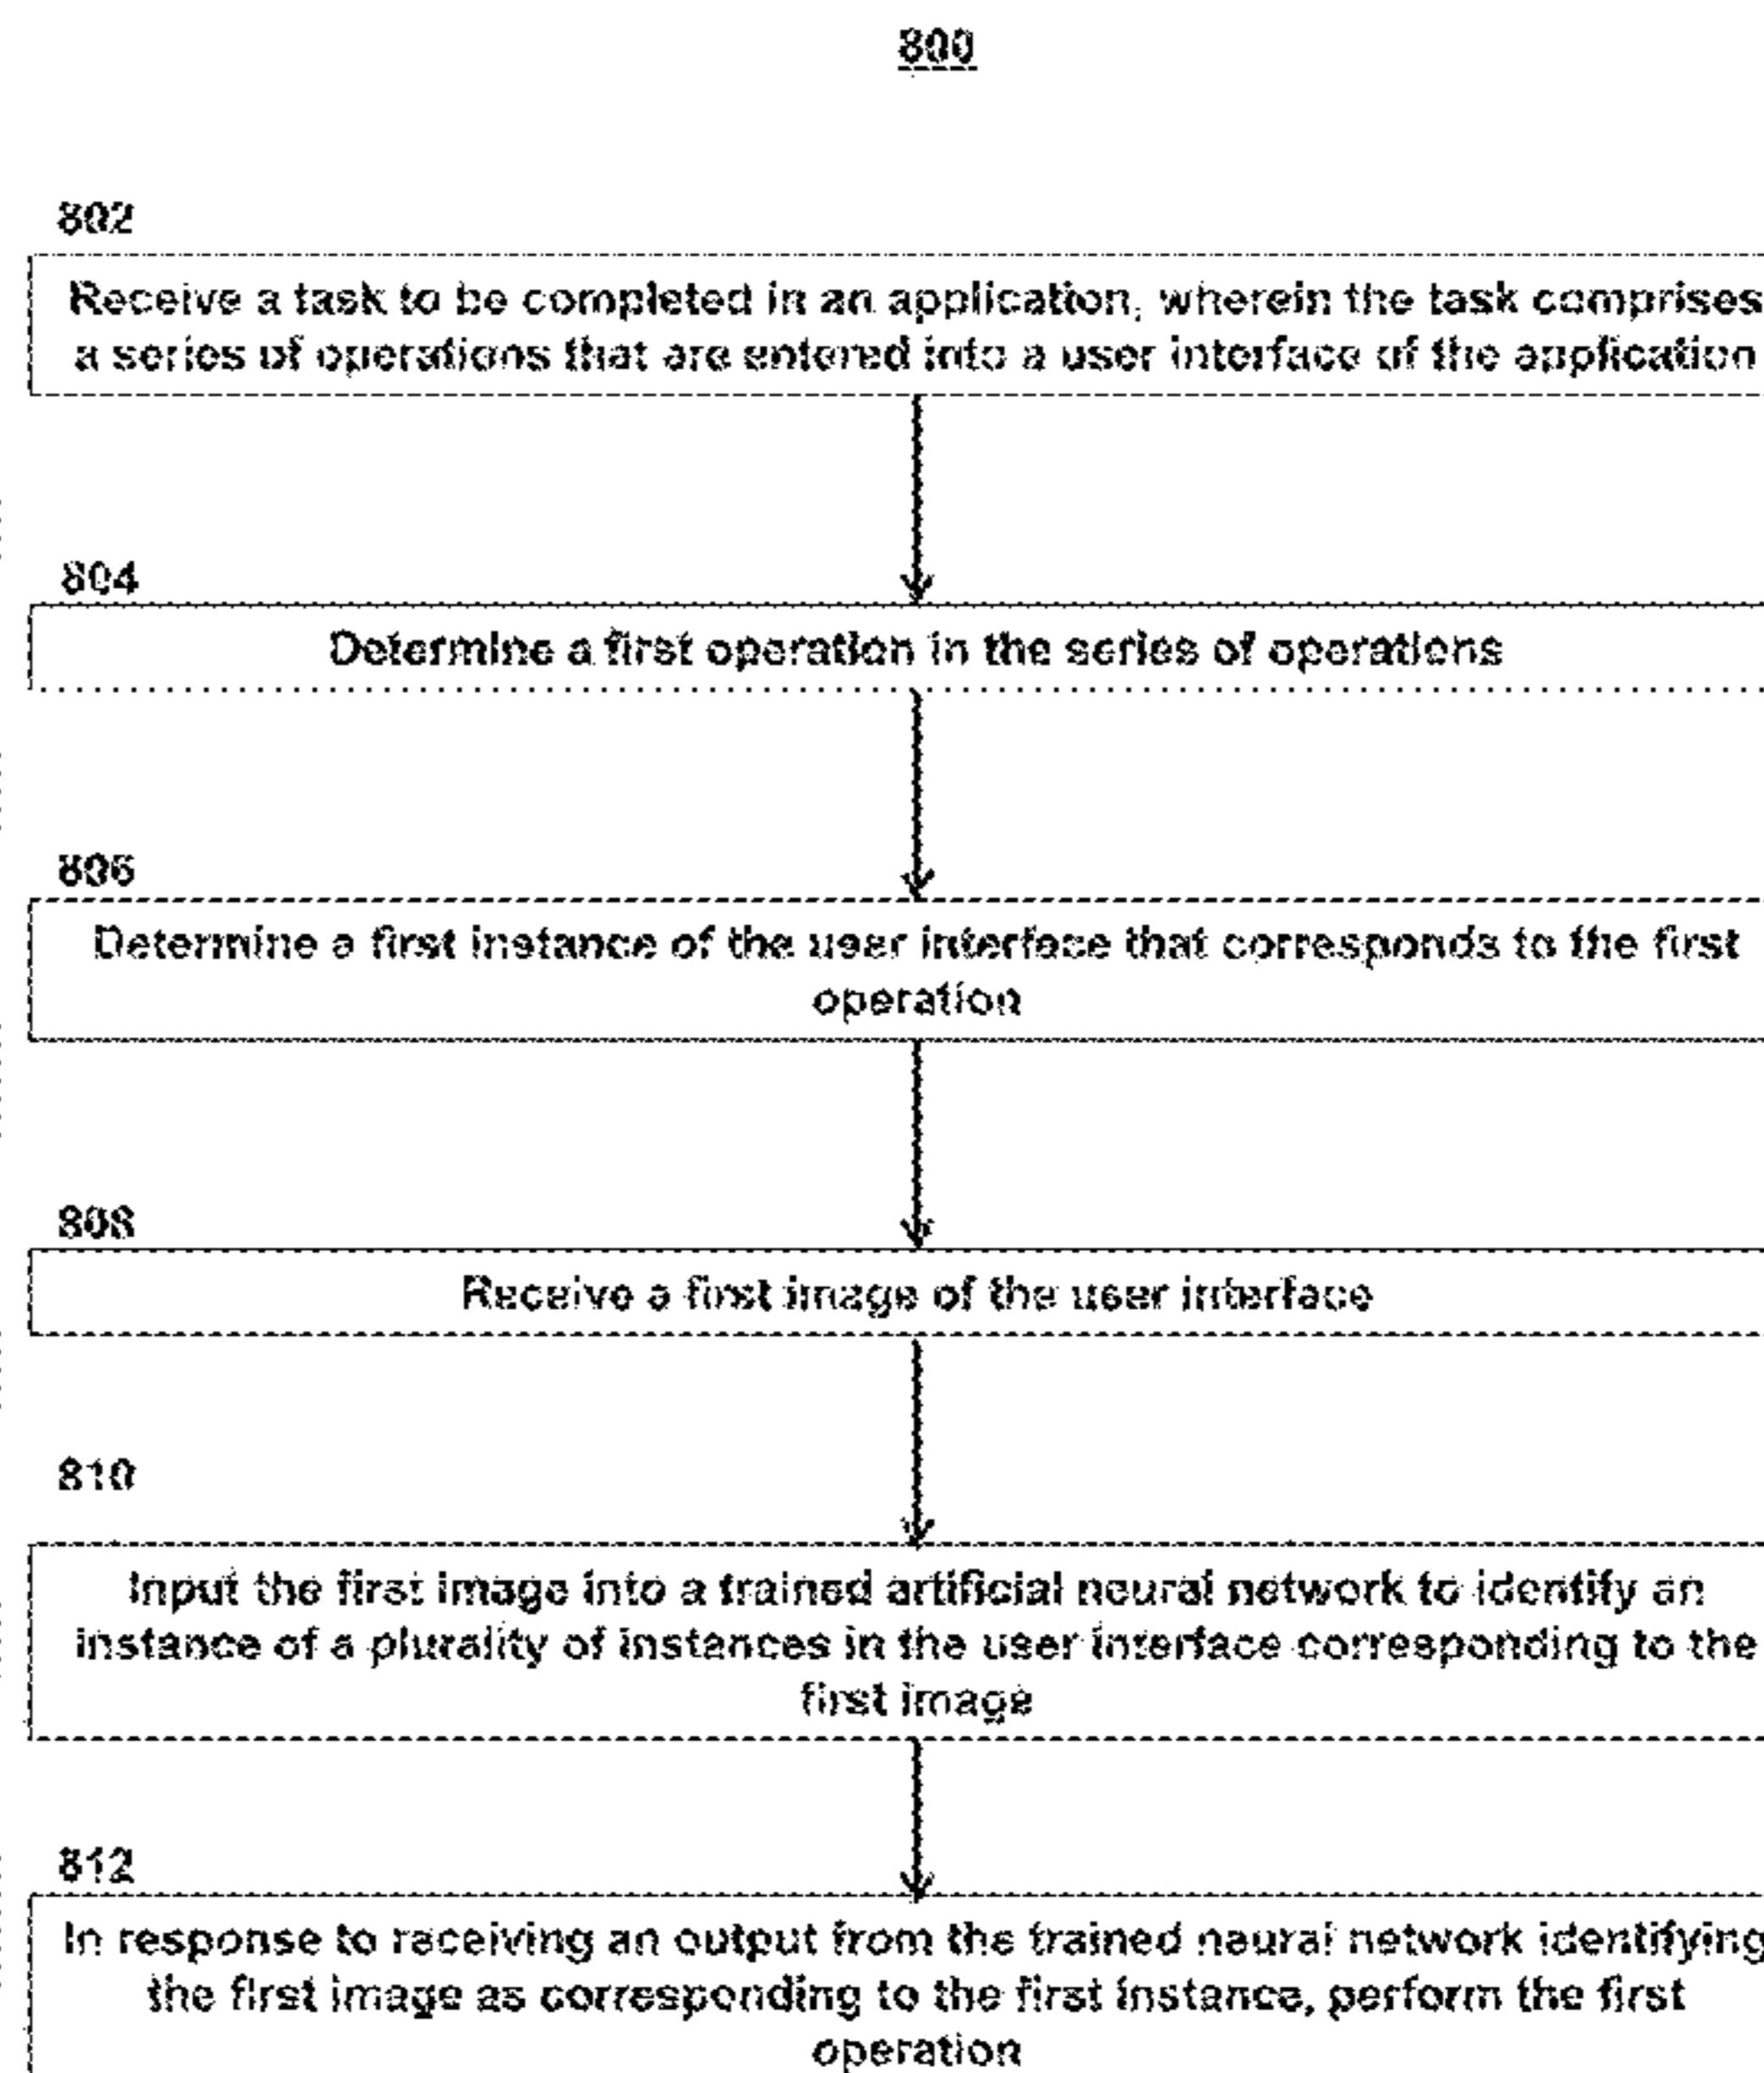 800
802
Receive a task to be completed in an application, wherein the task comprises
a series of operations that are entered into a user interface of the application
804
Determine a first operation in the series of operations
806
Determine a first instance of the user interface that corresponds to the first
operation
808
Receive a first image of the user interface
810
Input the first image into a trained artificial neural network to identify an
instance of a plurality of instances in the user interface corresponding to the
first image
812
In response to receiving an output from the trained neural network identifying
the first image as corresponding to the first instance, perform the first
operation